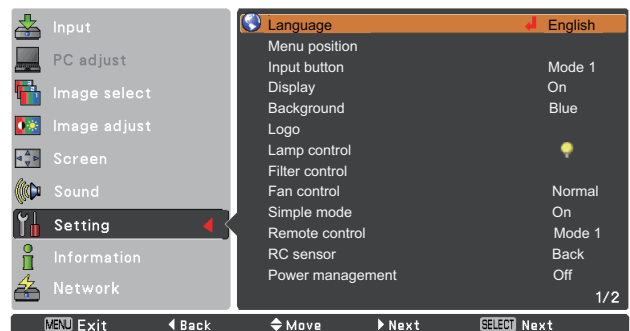 Input
PC adjust
Image select
Image adjust
Screen
Sound
Setting
Information
Network
Language English
Menu position
Input button Mode 1
Display On
Background Blue
Logo
Lamp control
Filter control
Fan control Normal
Simple mode On
Remote control Mode 1
RC sensor Back
Power management Off
1/2
MENU Exit Back Move Next SELECT Next